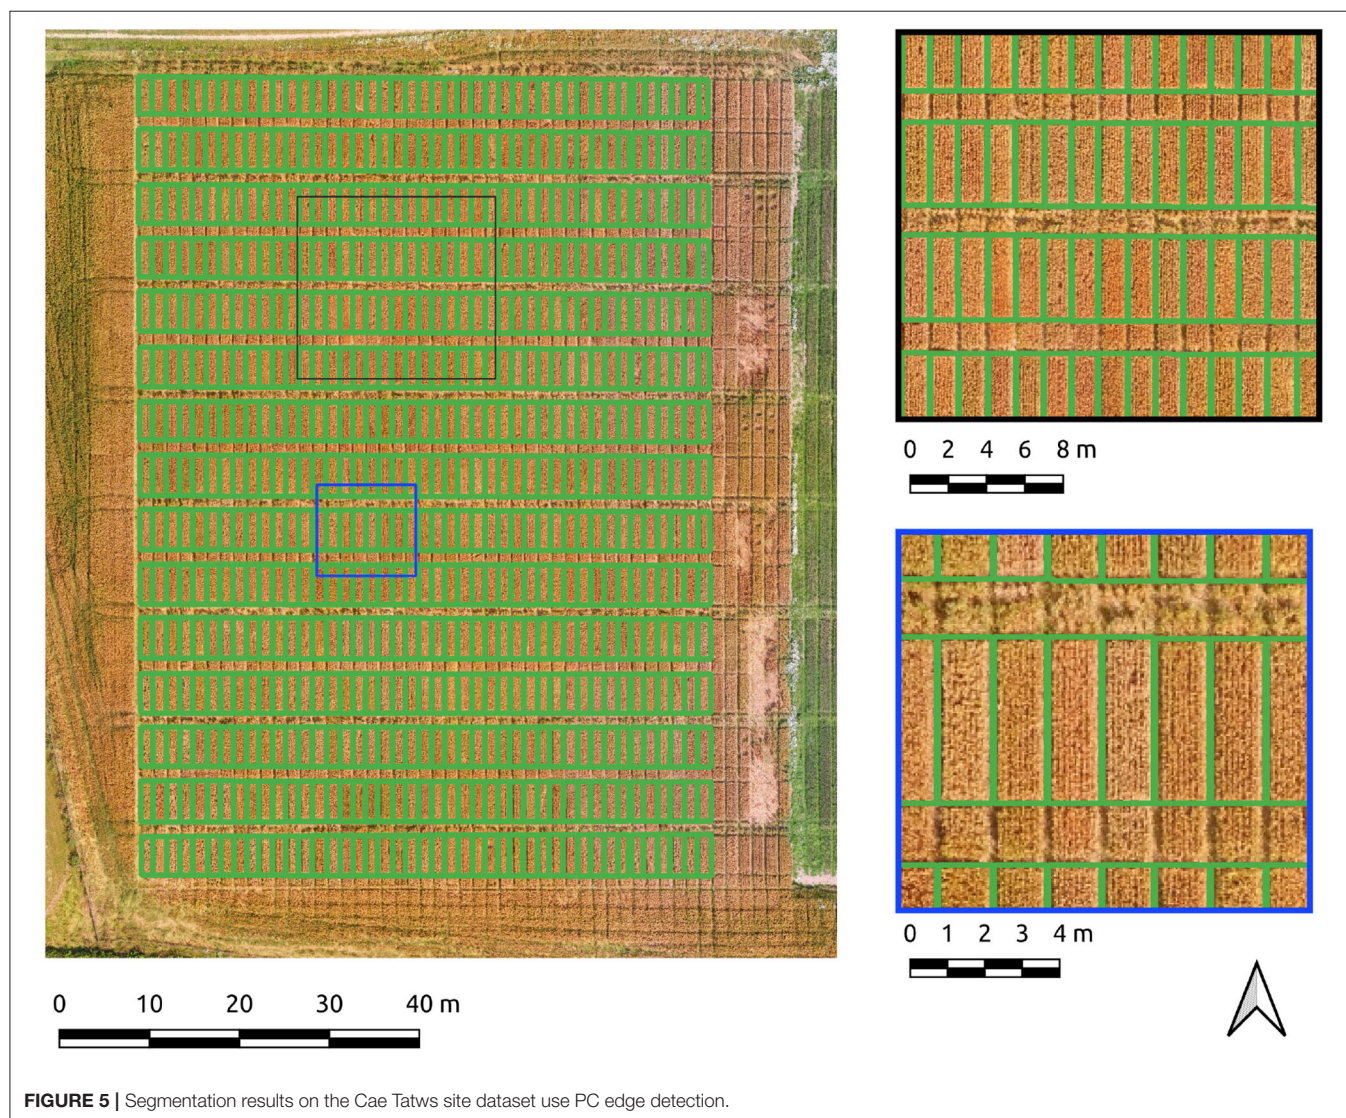 0 10 20 30 40 m
0 2 4 6 8 m
0 1 2 3 4 m
FIGURE 5 | Segmentation results on the Cae Tatws site dataset use PC edge detection.